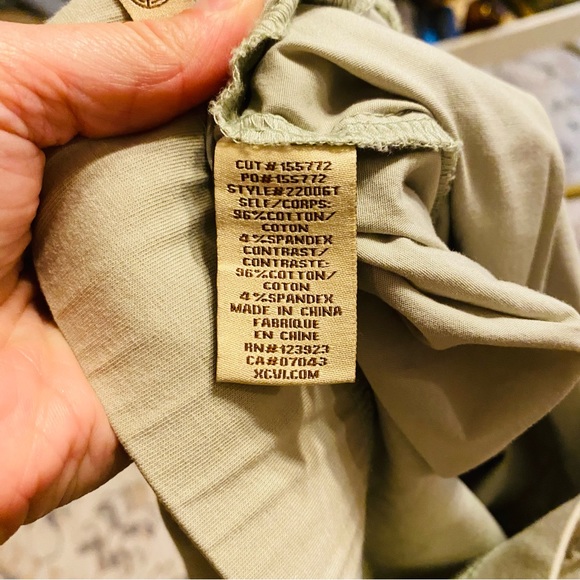 CUT# 155772
PO#155772
STYLE#22006T
SELF/CORPS:
96%COTTON/
COTON
4%SPANDEX
CONTRAST/
CONTRASTE:
96%COTTON/
COTON
4%SPANDEX
MADE IN CHINA
FABRIQUE
EN CHINE
RN#123923
CA#07043
XCVI.COM